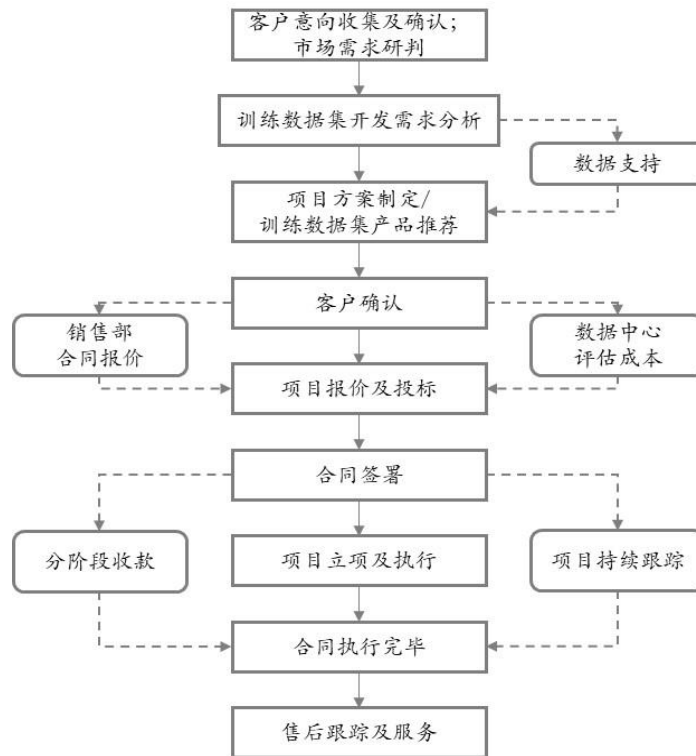 客户意向收集及确认；
市场需求研判
训练数据集开发需求分析
数据支持
项目方案制定/
训练数据集产品推荐
客户确认
销售部
合同报价
数据中心
评估成本
项目报价及投标
合同签署
分阶段收款
项目立项及执行
项目持续跟踪
合同执行完毕
售后跟踪及服务